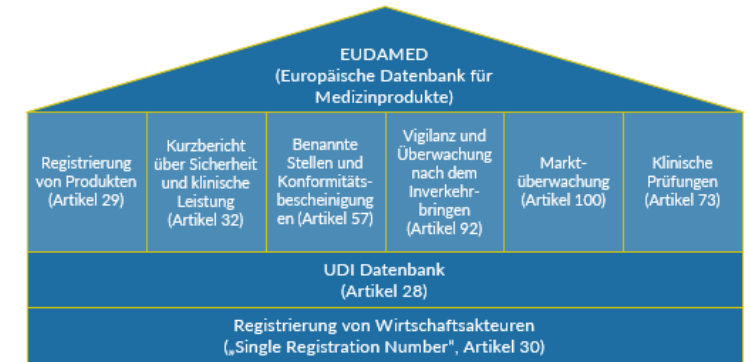 EUDAMED
(Europäische Datenbank für
Medizinprodukte)
Registrierung
von Produkten
(Artikel 29)
Kurzbericht
über Sicherheit
und klinische
Leistung
(Artikel 32)
Benannte
Stellen und
Konformitäts-
bescheinigung
en (Artikel 57)
Vigilanz und
Überwachung
nach dem
Inverkehr-
bringen
(Artikel 92)
Markt-
überwachung
(Artikel 100)
Klinische
Prüfungen
(Artikel 73)
UDI Datenbank
(Artikel 28)
Registrierung von Wirtschaftsakteuren
(„Single Registration Number“, Artikel 30)